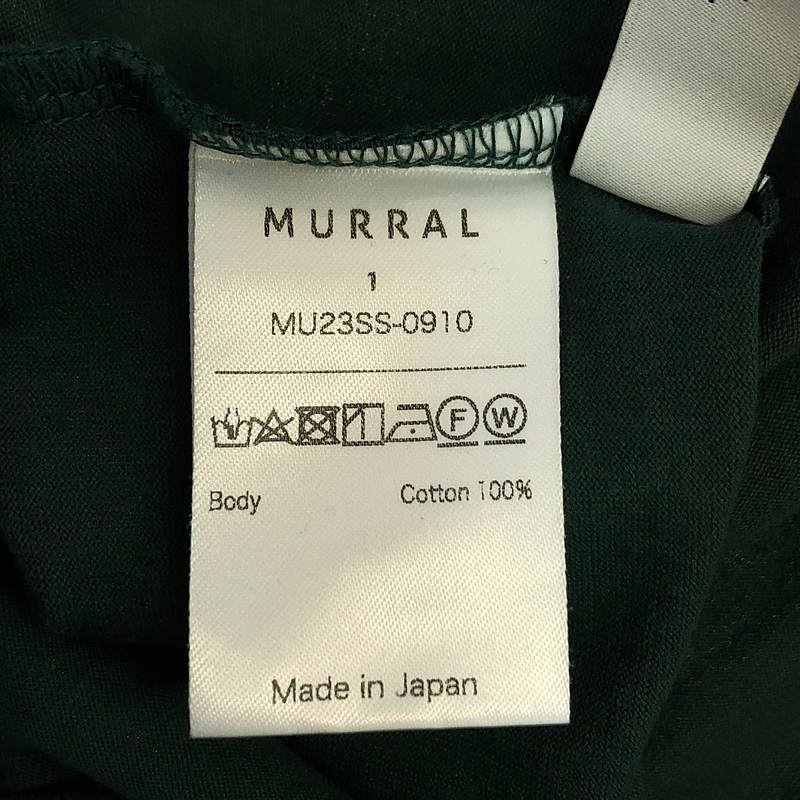 MURRAL
1
MU23SS-0910
F W
Body Cotton 100%
Made in Japan